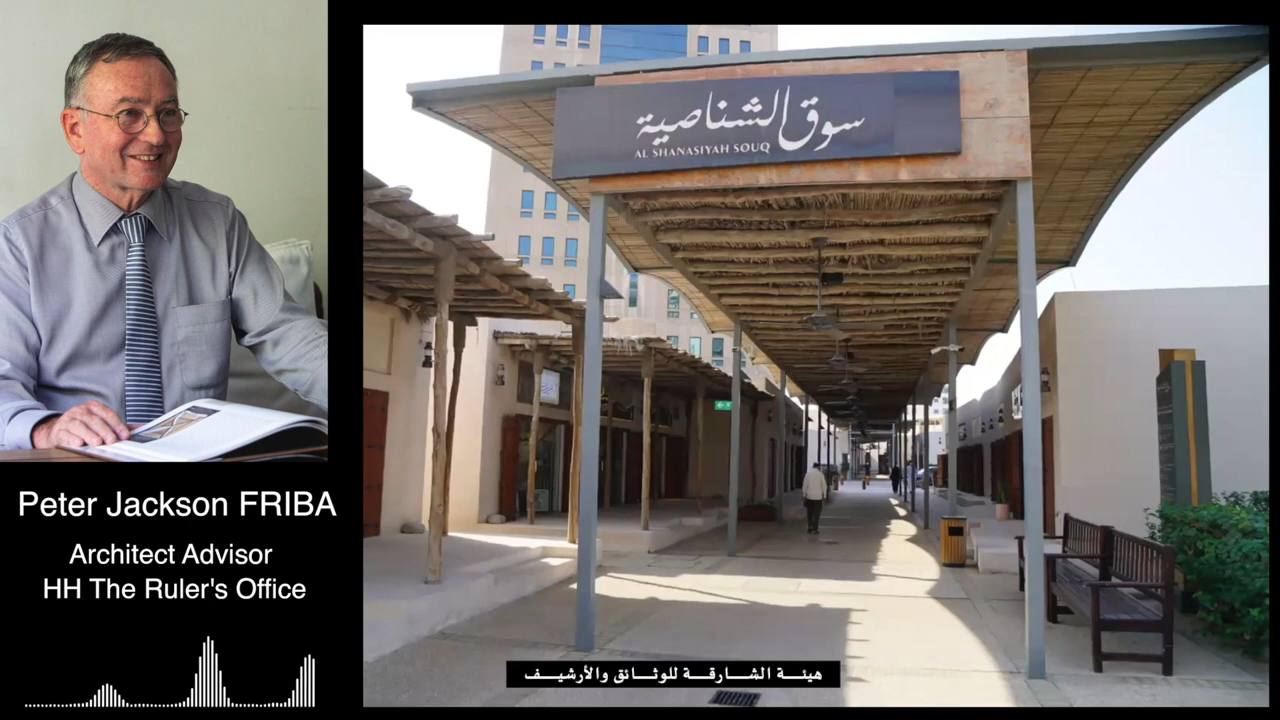 Peter Jackson FRIBA
Architect Advisor
HH The Ruler's Office
سوق الشناصية
AL SHANASIYAH SOUQ
هيئة الشارقة للوثائق والأرشيف